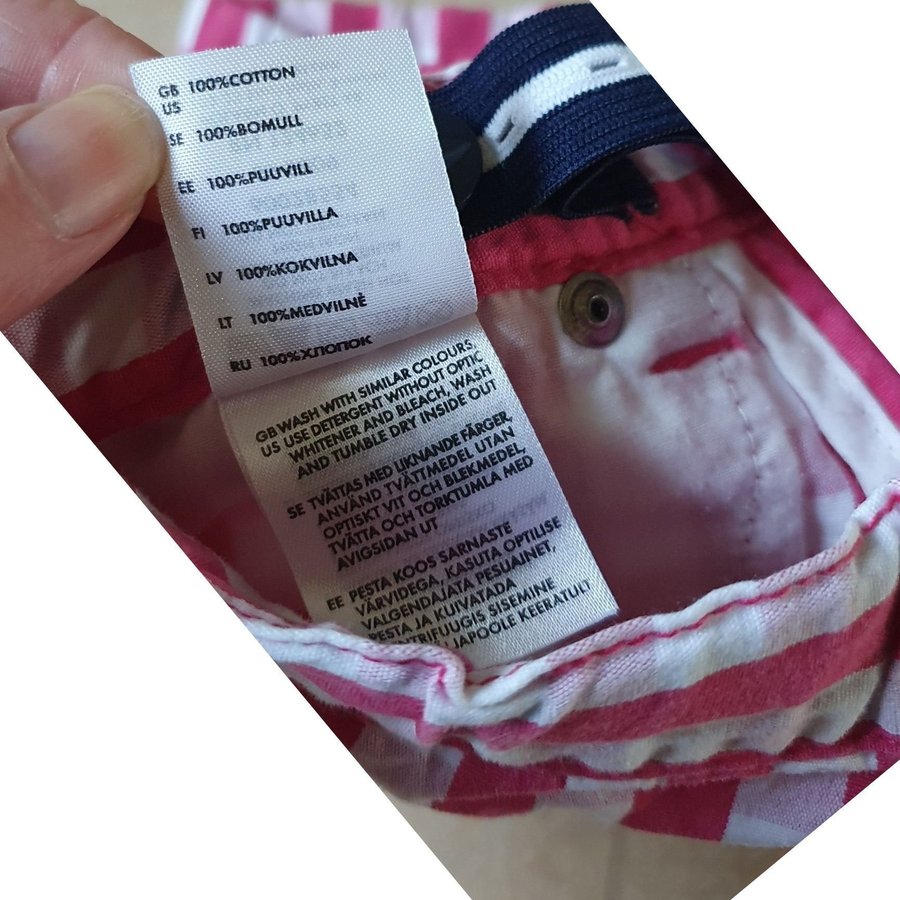 GB 100%COTTON
US
SE 100%BOMULL
EE 100%PUUVILL
FI 100%PUUVILLA
LV 100%KOKVILNA
LT 100%MEDVILNĖ
RU 100%ХЛОПОК
GB WASH WITH SIMILAR COLOURS,
US USE DETERGENT WITHOUT OPTIC
WHITENER AND BLEACH, WASH
AND TUMBLE DRY INSIDE OUT
SE TVÄTTAS MED LIKNANDE FÄRGER,
ANVÄND TVÄTTMEDEL UTAN
OPTISKT VIT OCH BLEKMEDEL,
TVÄTTA OCH TORKTUMLA MED
AVIGSIDAN UT
EE PESTA KOOS SARNASTE
VÄRVIDEGA, KASUTA OPTILISE
VALGENDAJATA PESUAINET,
PESTA JA KUIVATADA
SISEMINE
JAPOOLE KEERATULT